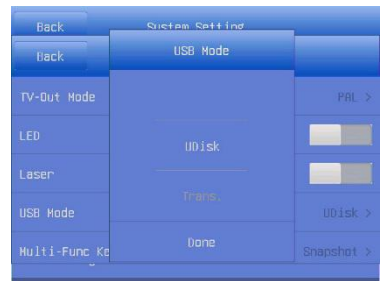 Back System Setting
Back USB Mode
TV-Out Mode PAL >
LED
UDisk
Laser
Trans.
USB Mode UDisk >
Done
Multi-Func Ke Snapshot >